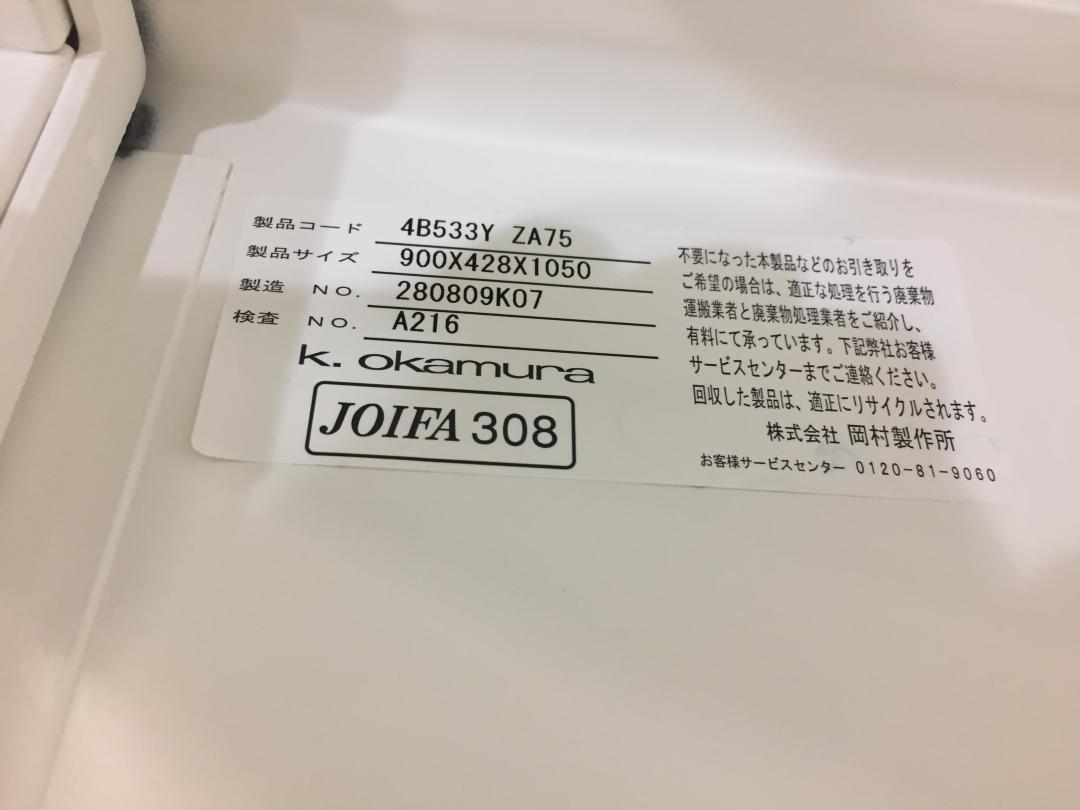 製品コード 4B533Y ZA75
製品サイズ 900X428X1050
製造 NO. 280809K07
検査 NO. A216
k. okamura
JOIFA 308
不要になった本製品などのお引き取りを
ご希望の場合は、適正な処理を行う廃棄物
運搬業者と廃棄物処理業者をご紹介し、
有料にて承っています。下記弊社お客様
サービスセンターまでご連絡ください。
回収した製品は、適正にリサイクルされます。
株式会社 岡村製作所
お客様サービスセンター 0120-81-9060